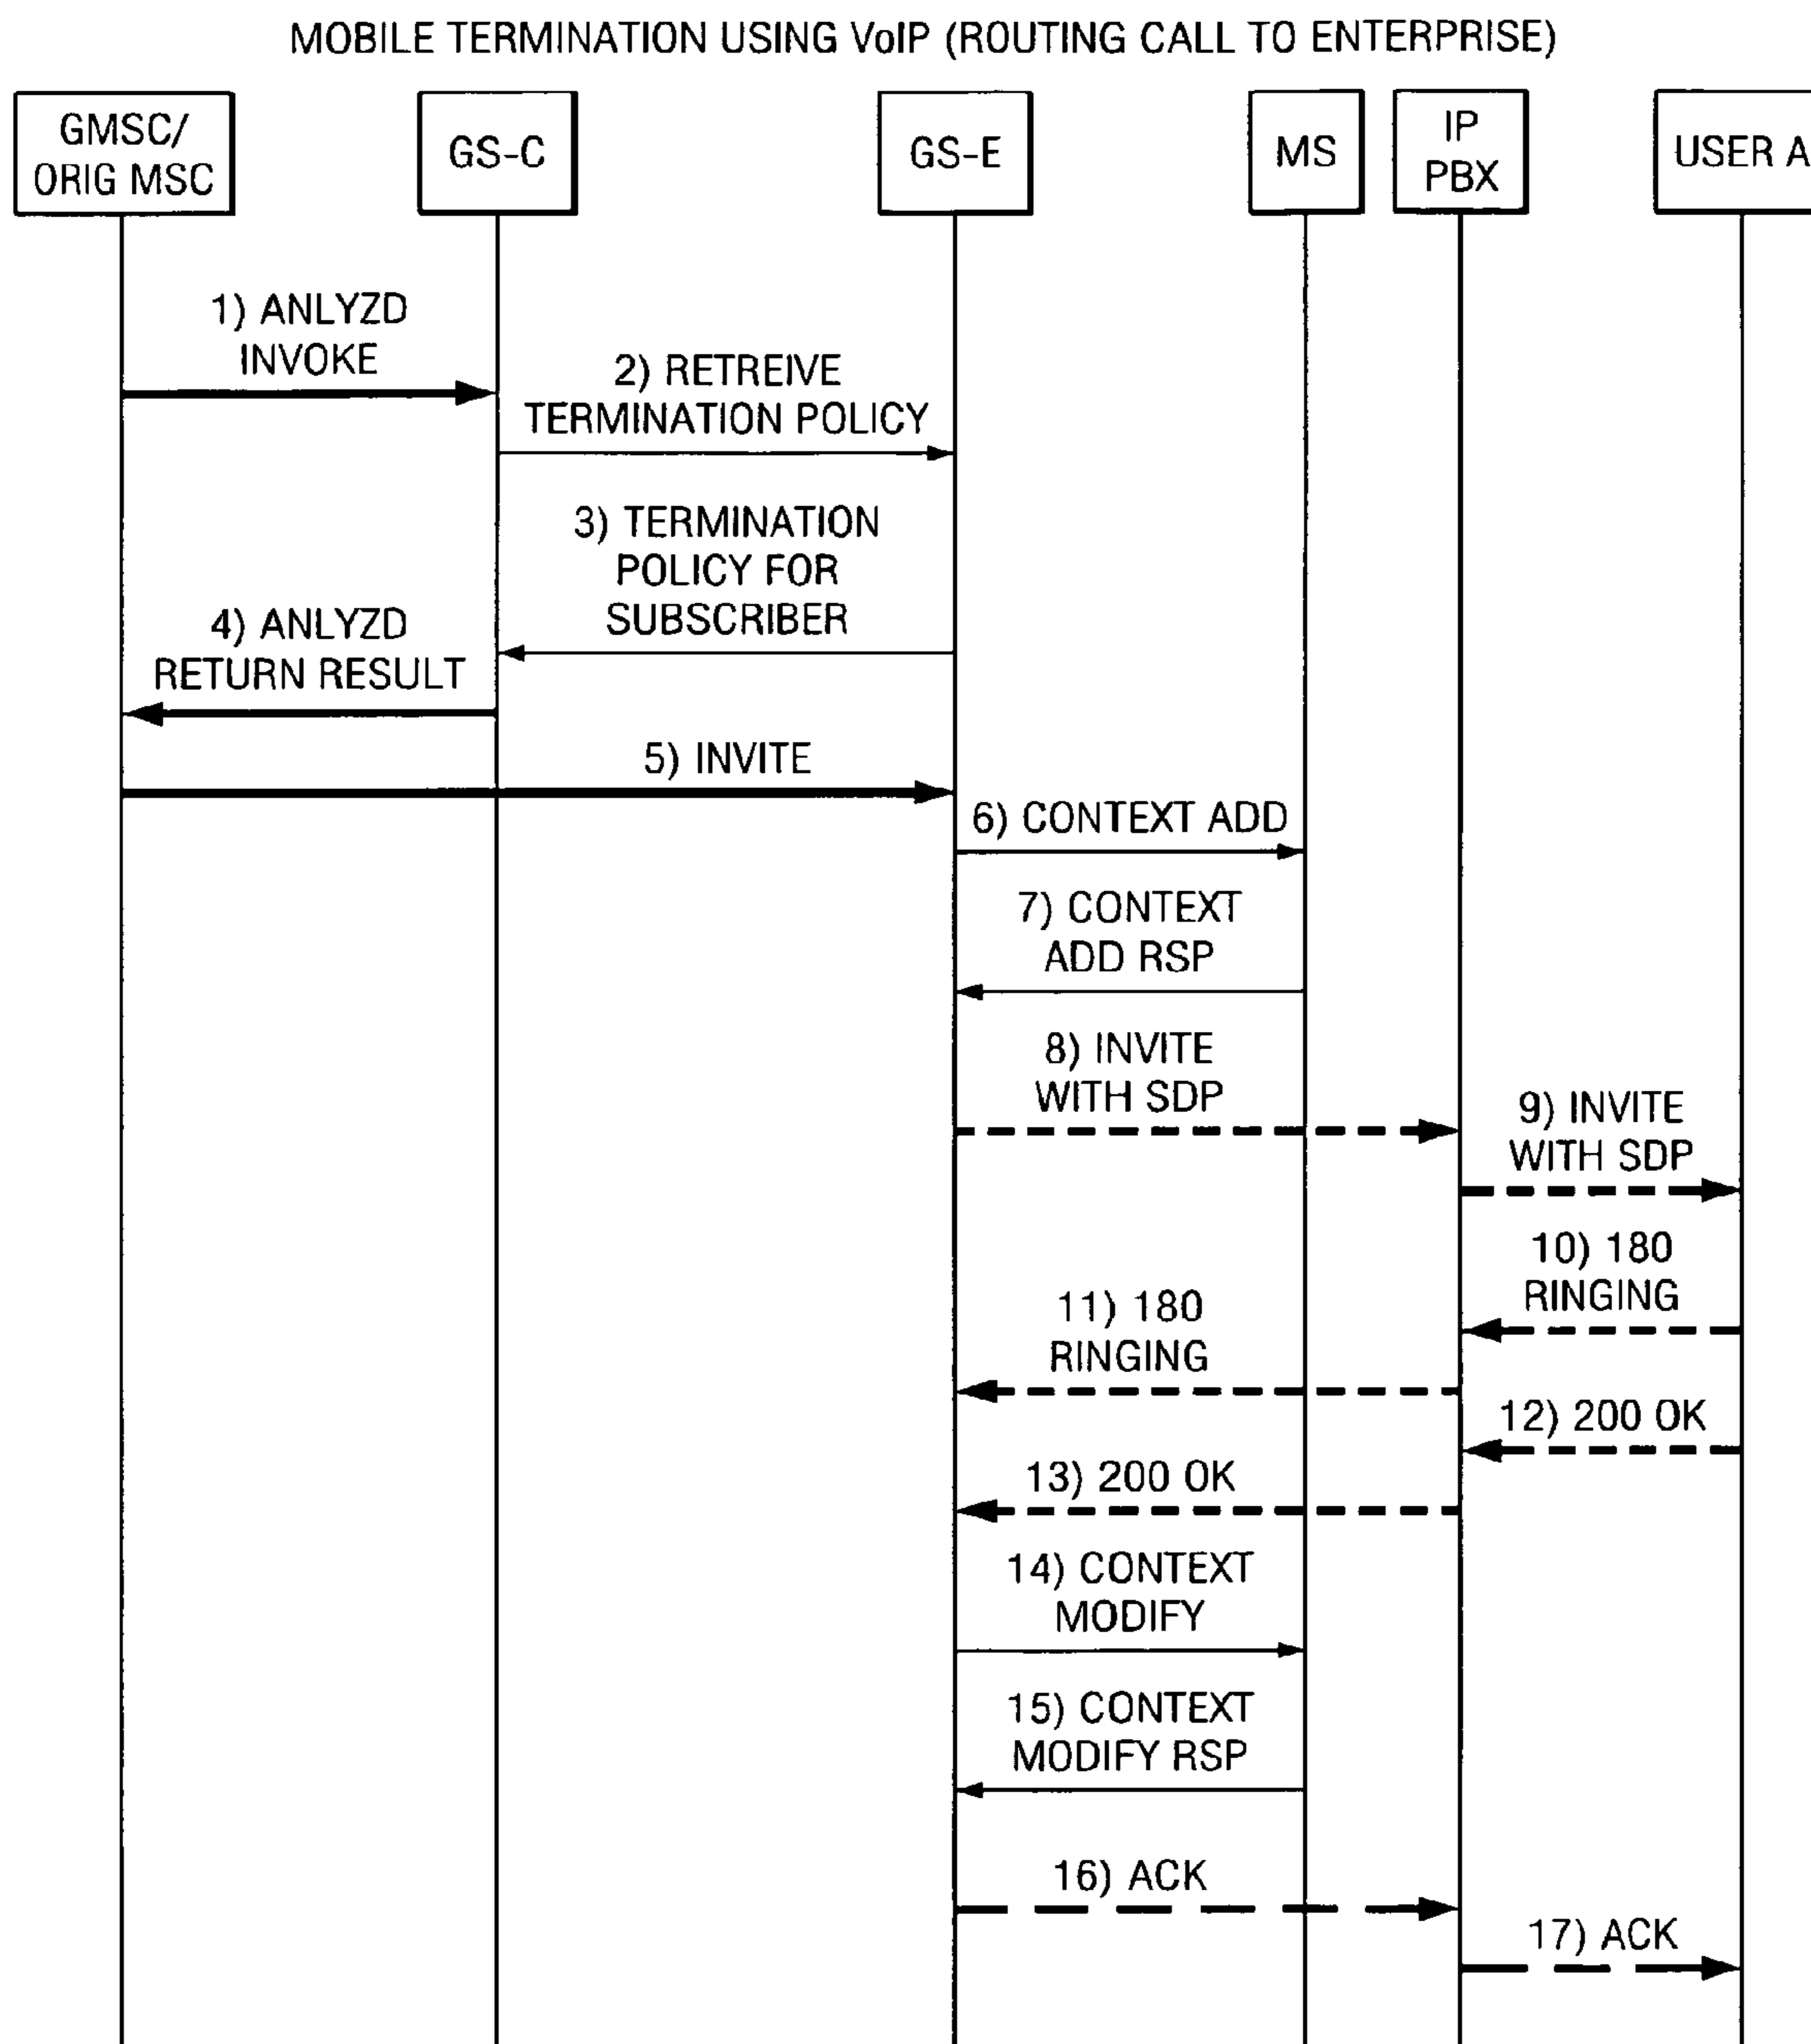 MOBILE TERMINATION USING VoIP (ROUTING CALL TO ENTERPRISE)
GMSC/
ORIG MSC
GS-C
GS-E
MS
IP
PBX
USER A
1) ANLYZD
INVOKE
2) RETREIVE
TERMINATION POLICY
3) TERMINATION
POLICY FOR
SUBSCRIBER
4) ANLYZD
RETURN RESULT
5) INVITE
6) CONTEXT ADD
7) CONTEXT
ADD RSP
8) INVITE
WITH SDP
9) INVITE
WITH SDP
10) 180
RINGING
11) 180
RINGING
12) 200 OK
13) 200 OK
14) CONTEXT
MODIFY
15) CONTEXT
MODIFY RSP
16) ACK
17) ACK